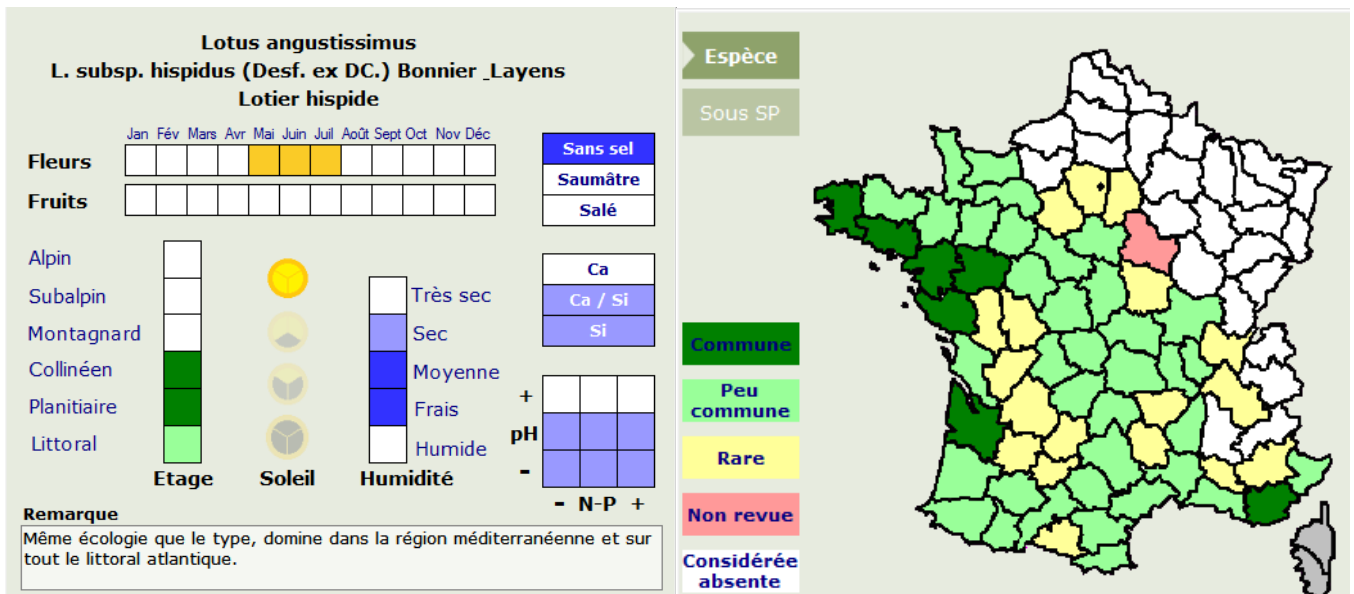 Lotus angustissimus
L. subsp. hispidus (Desf. ex DC.) Bonnier _Layens
Lotier hispide
Jan Fév Mars Avr Mai Juin Juil Août Sept Oct Nov Déc
Fleurs
Fruits
Sans sel
Saumâtre
Salé
Alpin
Subalpin
Montagnard
Collinéen
Planitiaire
Littoral
Etage
Soleil
Très sec
Sec
Moyenne
Frais
Humide
Humidité
Ca
Ca / Si
Si
+
pH
-
- N-P +
Remarque
Même écologie que le type, domine dans la région méditerranéenne et sur
tout le littoral atlantique.
Espèce
Sous SP
Commune
Peu
commune
Rare
Non revue
Considérée
absente